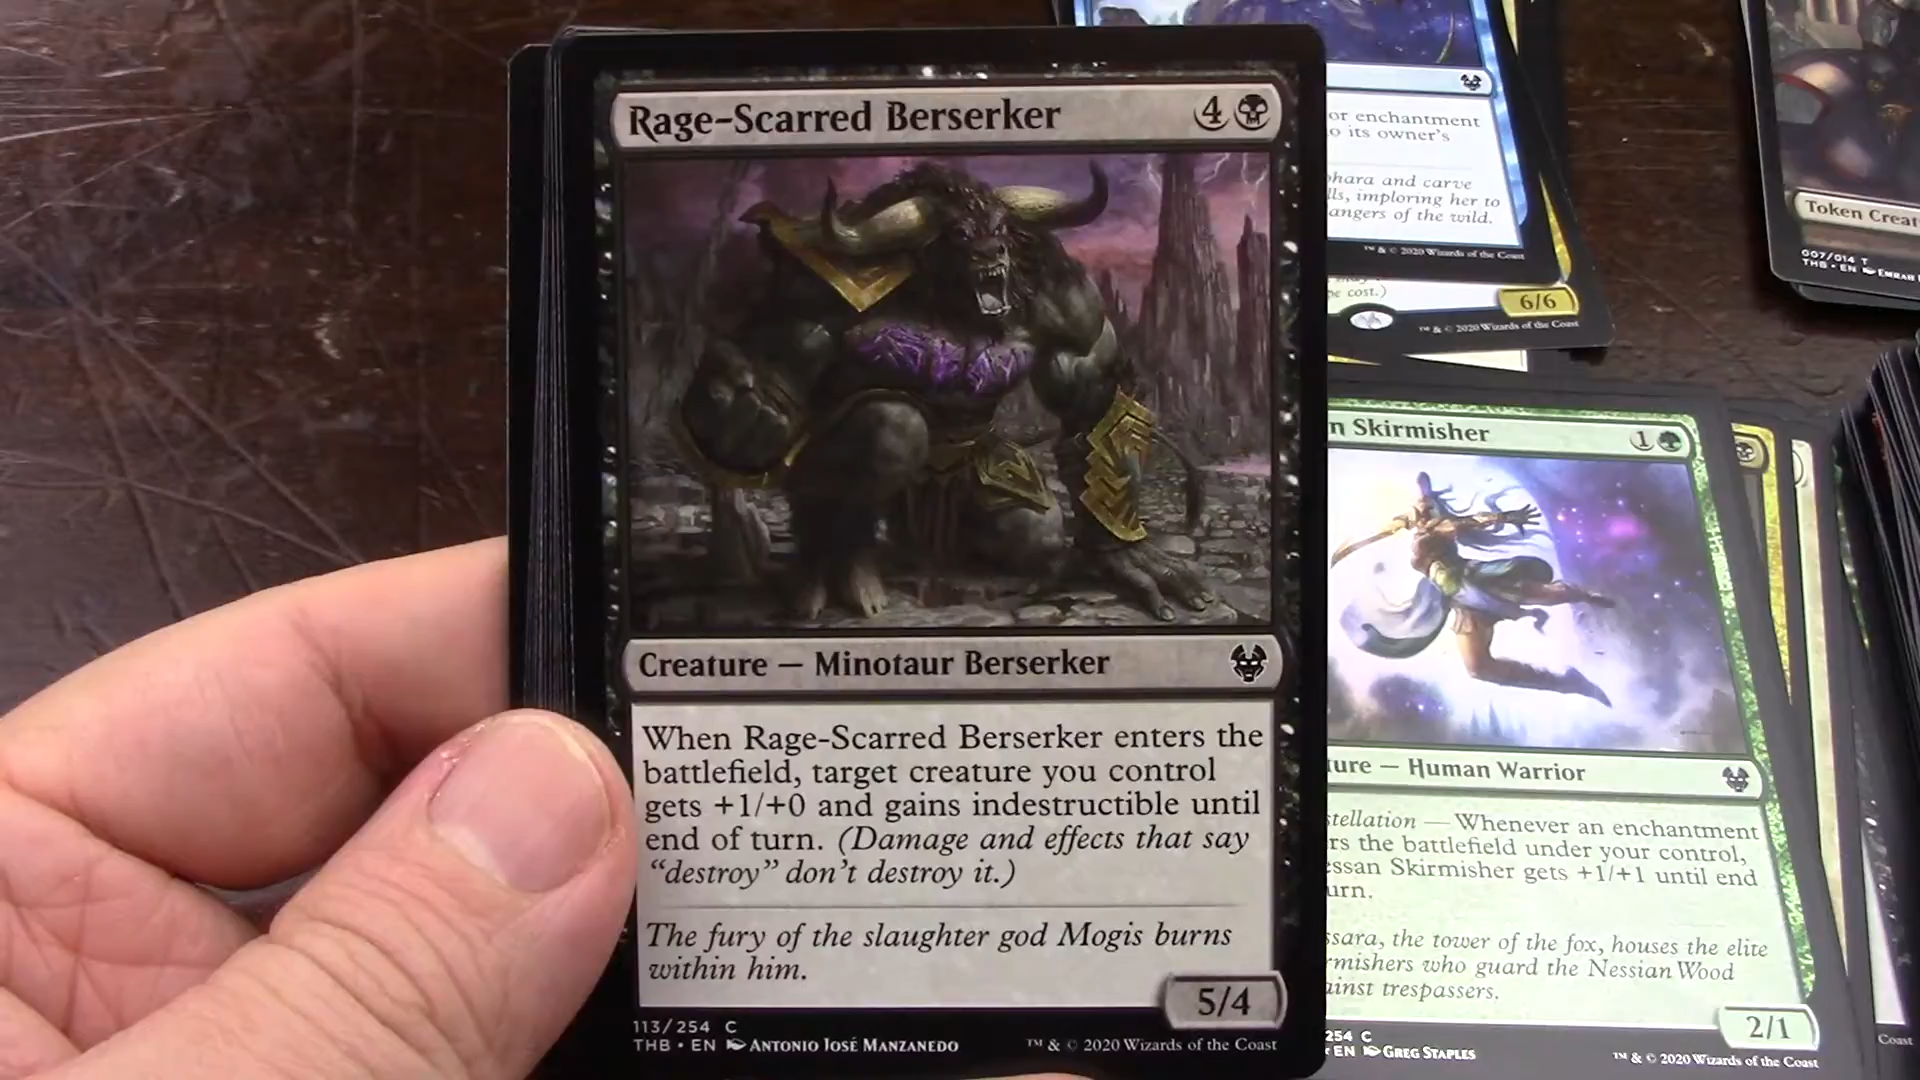 Rage-Scarred Berserker 4
Creature — Minotaur Berserker
When Rage-Scarred Berserker enters the
battlefield, target creature you control
gets +1/+0 and gains indestructible until
end of turn. (Damage and effects that say
"destroy" don't destroy it.)
The fury of the slaughter god Mogis burns
within him.
5/4
113/254 C
THB • EN ANTONIO JOSÉ MANZANEDO
™ & © 2020 Wizards of the Coast
or enchantment
o its owner's
phara and carve
lls, imploring her to
angers of the wild.
™ & © 2020 Wizards of the Coast
cost.)
6/6
™ & © 2020 Wizards of the Coast
Token Creat
007/014 T
THB • EN
n Skirmisher 1
ure — Human Warrior
stellation — Whenever an enchantment
rs the battlefield under your control,
ssan Skirmisher gets +1/+1 until end
urn.
ssara, the tower of the fox, houses the elite
rmishers who guard the Nessian Wood
ainst trespassers.
2/1
254 C
EN GREG STAPLES
™ & © 2020 Wizards of the Coast
Coast